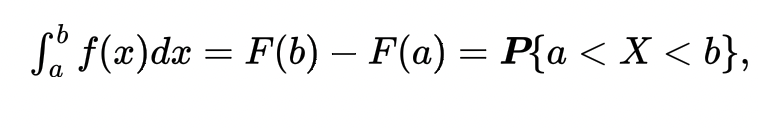 ∫ₐᵇ f(x)dx = F(b) − F(a) = P{a < X < b},